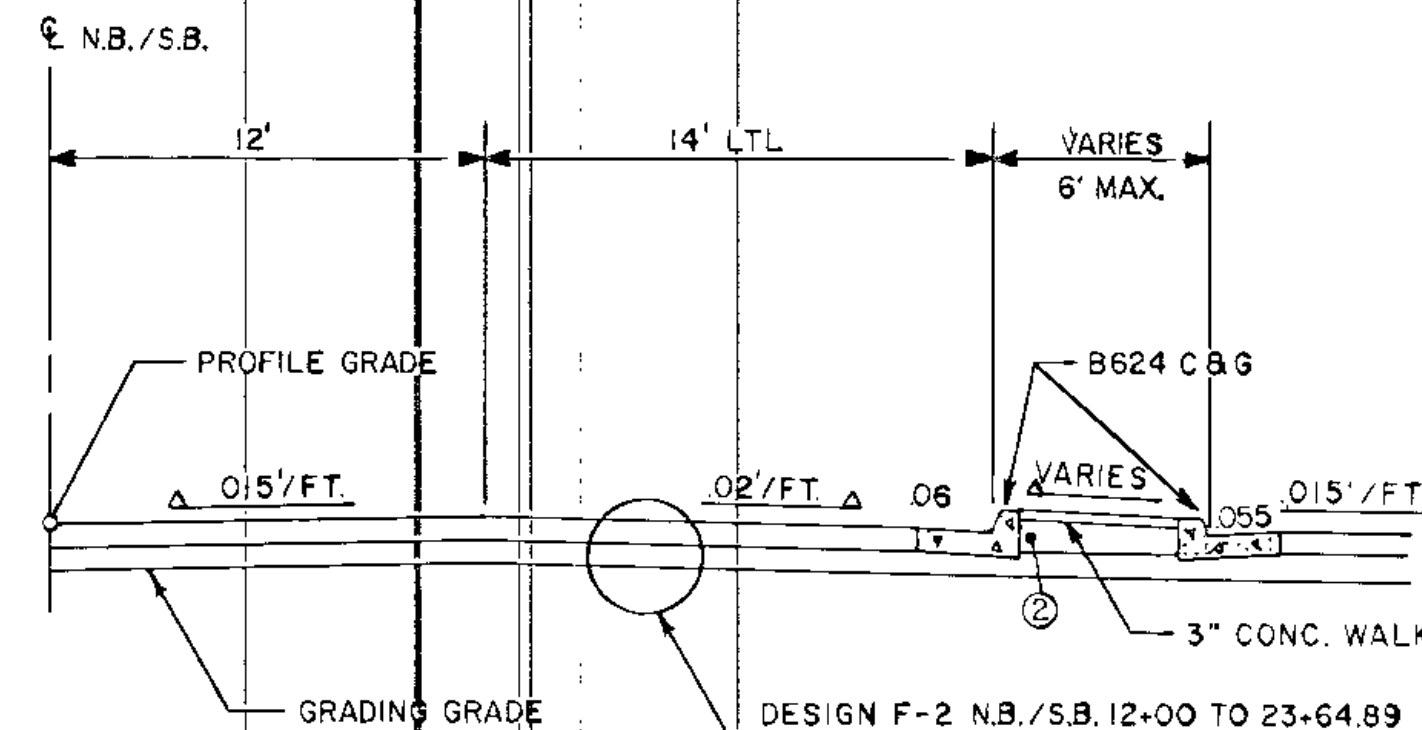 ℄ N.B./S.B.
12'
14' LTL
VARIES
6' MAX.
PROFILE GRADE
B624 C&G
.015'/FT.
.02'/FT.
.06
VARIES
.055
.015'/FT
2
3" CONC. WALK
GRADING GRADE
DESIGN F-2 N.B./S.B. 12+00 TO 23+64.89